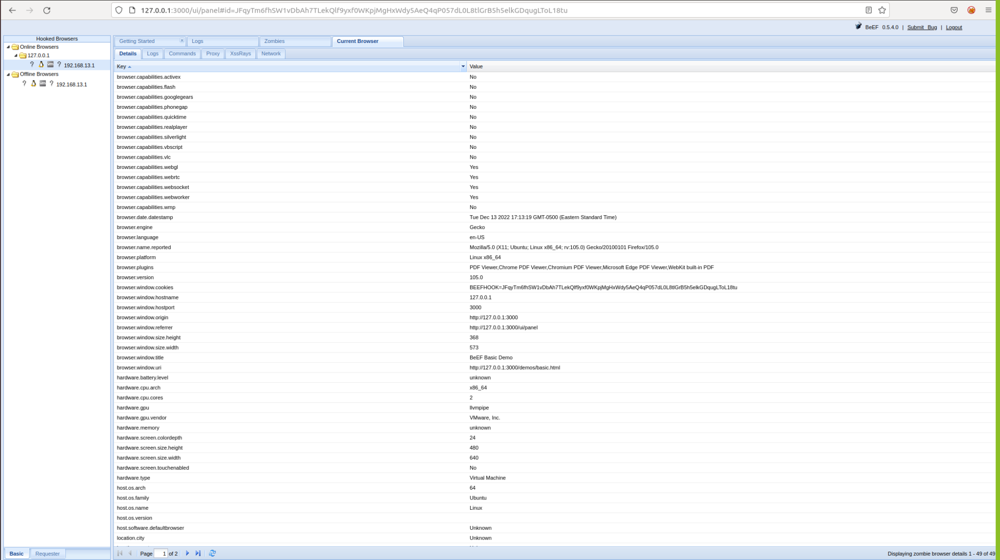 127.0.0.1:3000/ui/panel#id=JFqyTm6fhSW1vDbAh7TLekQlf9yxf0WKpjMgHxWdy5AeQ4qP057dL0L8tlGrB5h5elkGDqugLToL18tu
BeEF 0.5.4.0 | Submit Bug | Logout
Hooked Browsers
Online Browsers
127.0.0.1
? vm ? 192.168.13.1
Offline Browsers
? vm ? 192.168.13.1
Getting Started Logs Zombies Current Browser
Details Logs Commands Proxy XssRays Network
Key Value
browser.capabilities.activex No
browser.capabilities.flash No
browser.capabilities.googlegears No
browser.capabilities.phonegap No
browser.capabilities.quicktime No
browser.capabilities.realplayer No
browser.capabilities.silverlight No
browser.capabilities.vbscript No
browser.capabilities.vlc No
browser.capabilities.webgl Yes
browser.capabilities.webrtc Yes
browser.capabilities.websocket Yes
browser.capabilities.webworker Yes
browser.capabilities.wmp No
browser.date.datestamp Tue Dec 13 2022 17:13:19 GMT-0500 (Eastern Standard Time)
browser.engine Gecko
browser.language en-US
browser.name.reported Mozilla/5.0 (X11; Ubuntu; Linux x86_64; rv:105.0) Gecko/20100101 Firefox/105.0
browser.platform Linux x86_64
browser.plugins PDF Viewer,Chrome PDF Viewer,Chromium PDF Viewer,Microsoft Edge PDF Viewer,WebKit built-in PDF
browser.version 105.0
browser.window.cookies BEEFHOOK=JFqyTm6fhSW1vDbAh7TLekQlf9yxf0WKpjMgHxWdy5AeQ4qP057dL0L8tlGrB5h5elkGDqugLToL18tu
browser.window.hostname 127.0.0.1
browser.window.hostport 3000
browser.window.origin http://127.0.0.1:3000
browser.window.referrer http://127.0.0.1:3000/ui/panel
browser.window.size.height 368
browser.window.size.width 573
browser.window.title BeEF Basic Demo
browser.window.uri http://127.0.0.1:3000/demos/basic.html
hardware.battery.level unknown
hardware.cpu.arch x86_64
hardware.cpu.cores 2
hardware.gpu llvmpipe
hardware.gpu.vendor VMware, Inc.
hardware.memory unknown
hardware.screen.colordepth 24
hardware.screen.size.height 480
hardware.screen.size.width 640
hardware.screen.touchenabled No
hardware.type Virtual Machine
host.os.arch 64
host.os.family Ubuntu
host.os.name Linux
host.os.version
host.software.defaultbrowser Unknown
location.city Unknown
Basic Requester
Page 1 of 2
Displaying zombie browser details 1 - 49 of 49